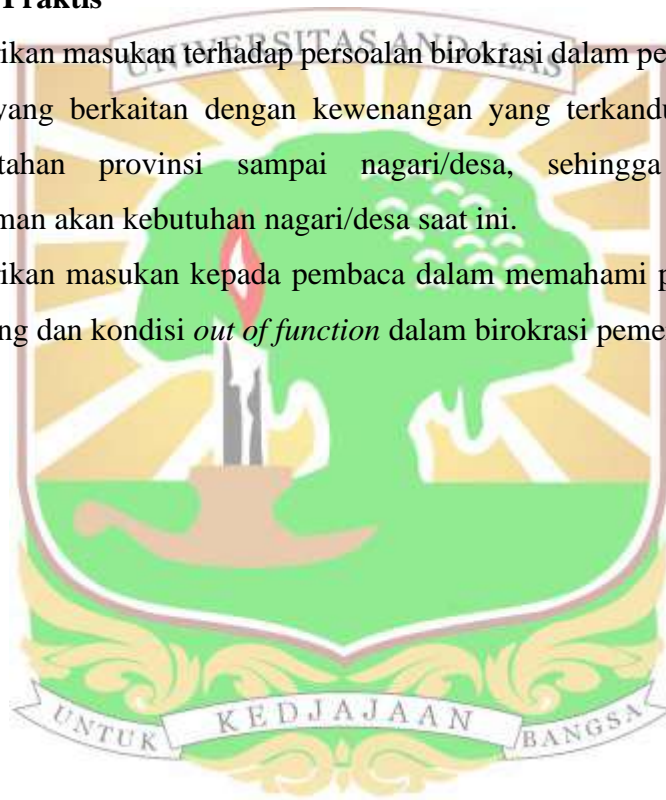 Praktis
UNIVERSITAS ANDALAS
rikan masukan terhadap persoalan birokrasi dalam pe
yang berkaitan dengan kewenangan yang terkandu
tahan provinsi sampai nagari/desa, sehingga
man akan kebutuhan nagari/desa saat ini.
rikan masukan kepada pembaca dalam memahami p
ng dan kondisi out of function dalam birokrasi peme
UNTUK KEDJAJAAN BANGSA